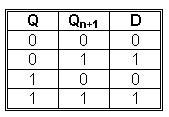 Q Qn+1 D
0 0 0
0 1 1
1 0 0
1 1 1